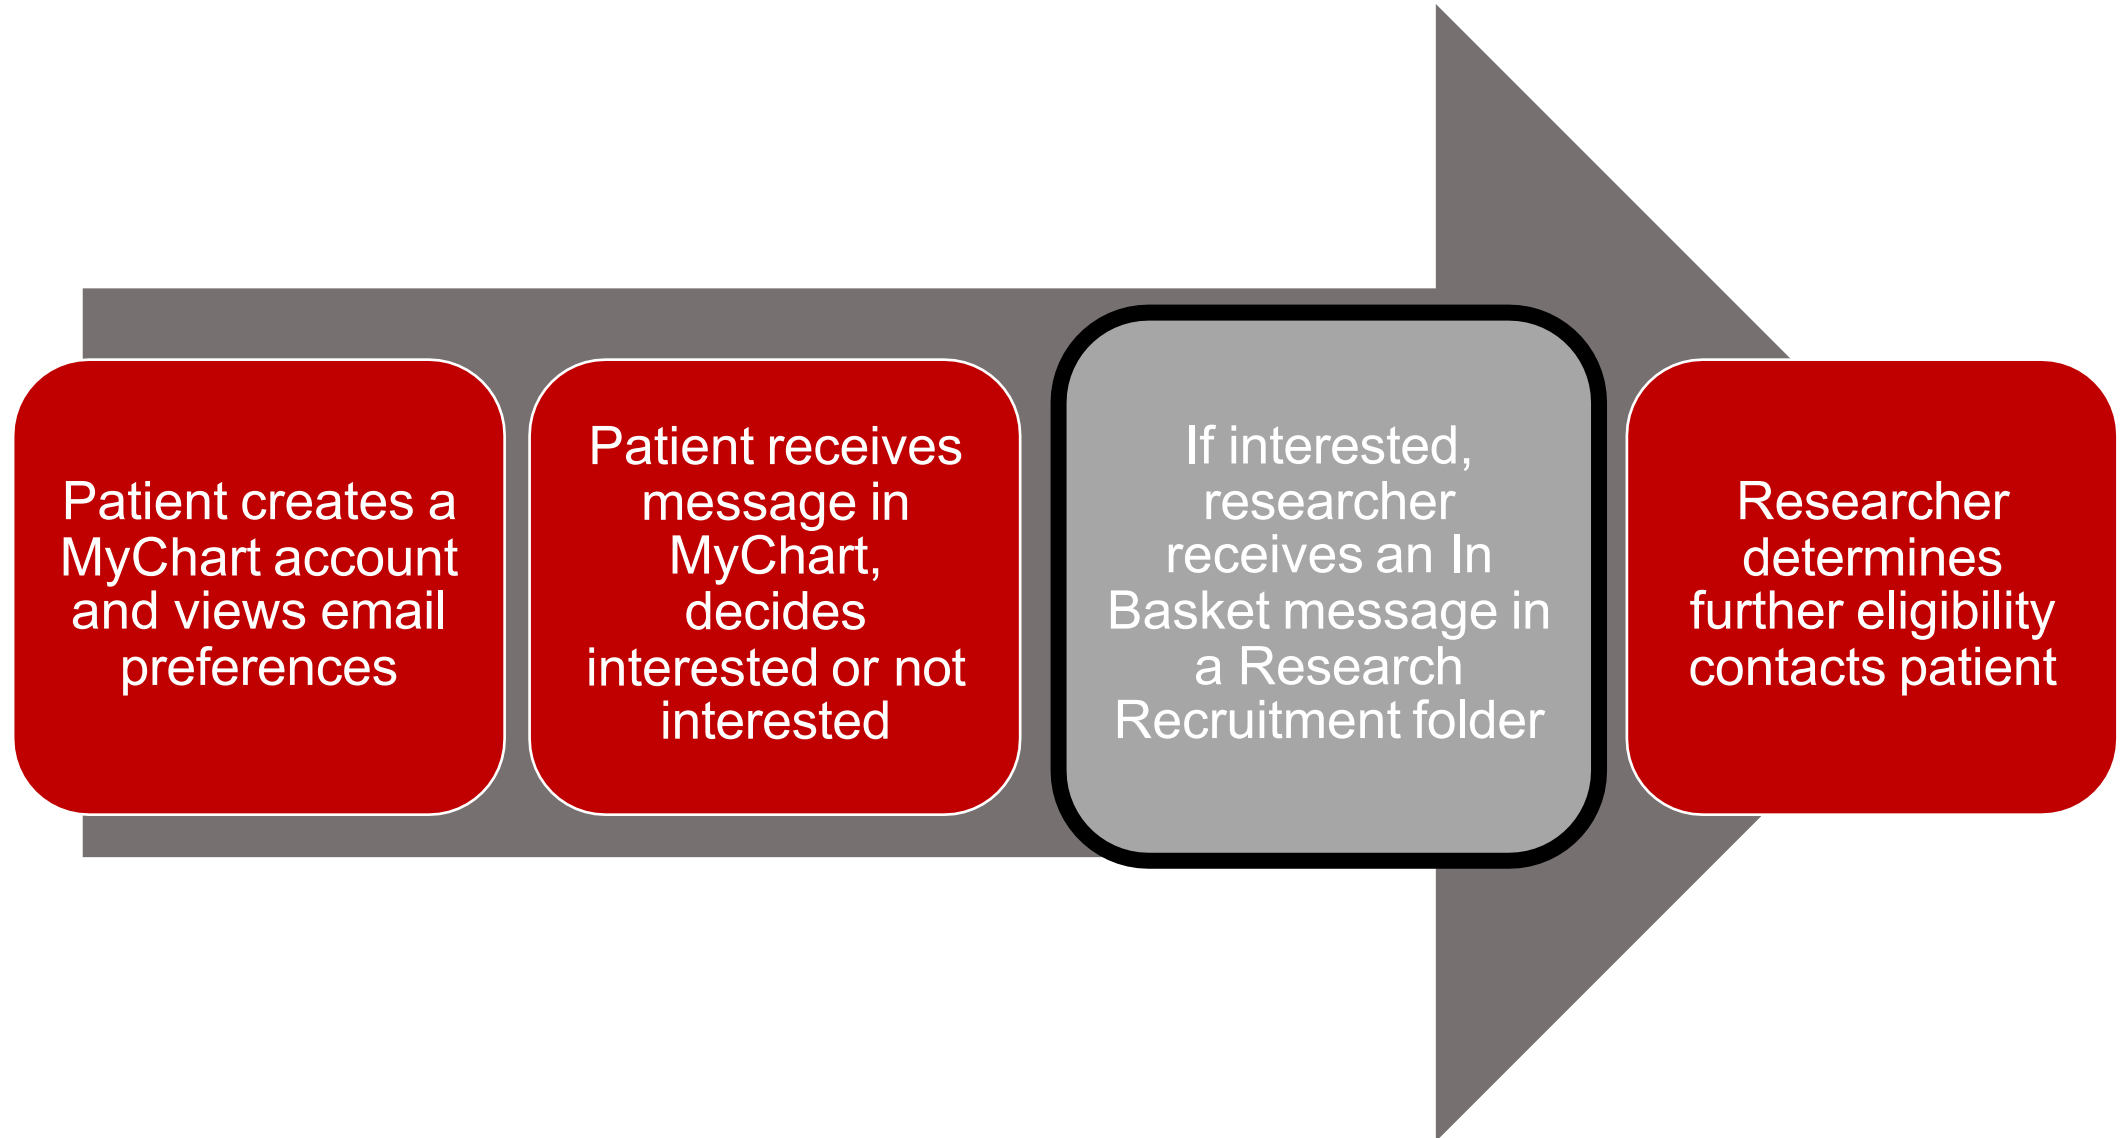 Patient creates a
MyChart account
and views email
preferences
Patient receives
message in
MyChart,
decides
interested or not
interested
If interested,
researcher
receives an In
Basket message in
a Research
Recruitment folder
Researcher
determines
further eligibility
contacts patient